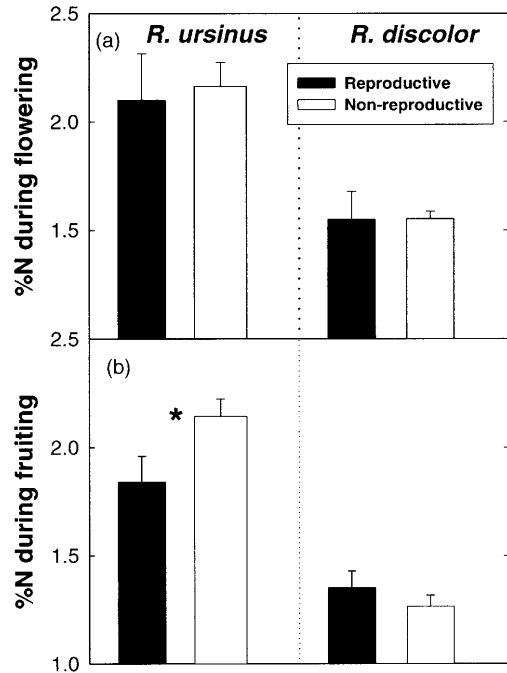 (a)
R. ursinus
R. discolor
Reproductive
Non-reproductive
%N during flowering
2.5
2.0
1.5
2.5
(b)
*
%N during fruiting
2.0
1.5
1.0